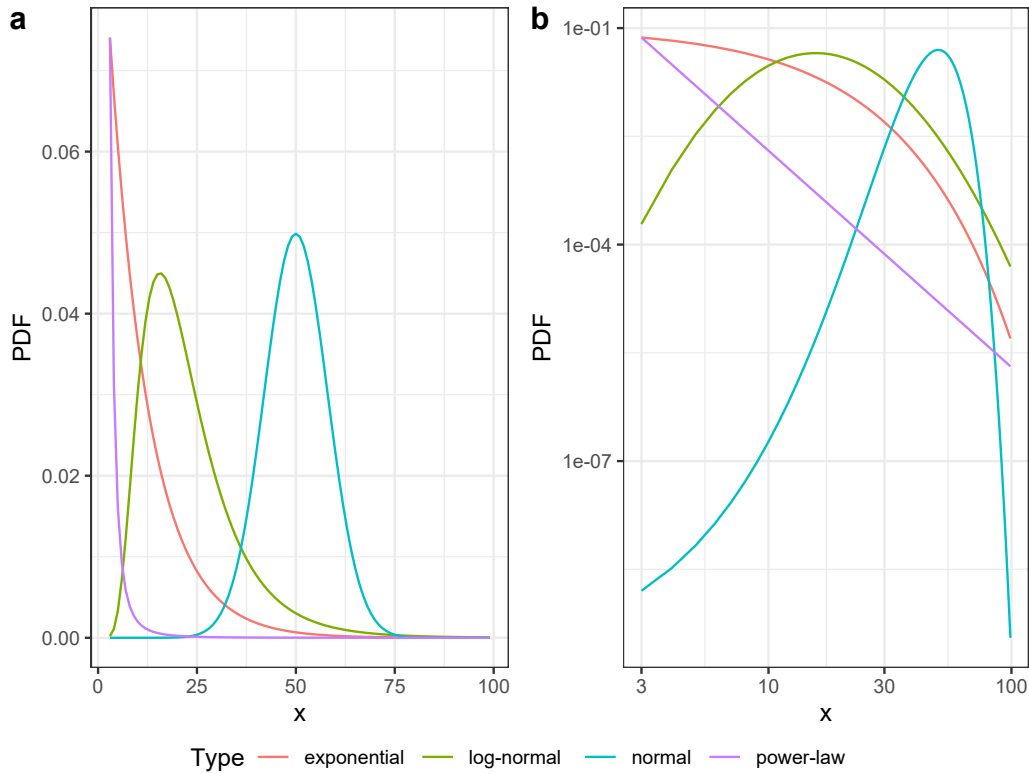 a
PDF
0.06
0.04
0.02
0.00
0 25 50 75 100
x
b
PDF
1e-01
1e-04
1e-07
3 10 30 100
x
Type exponential log-normal normal power-law